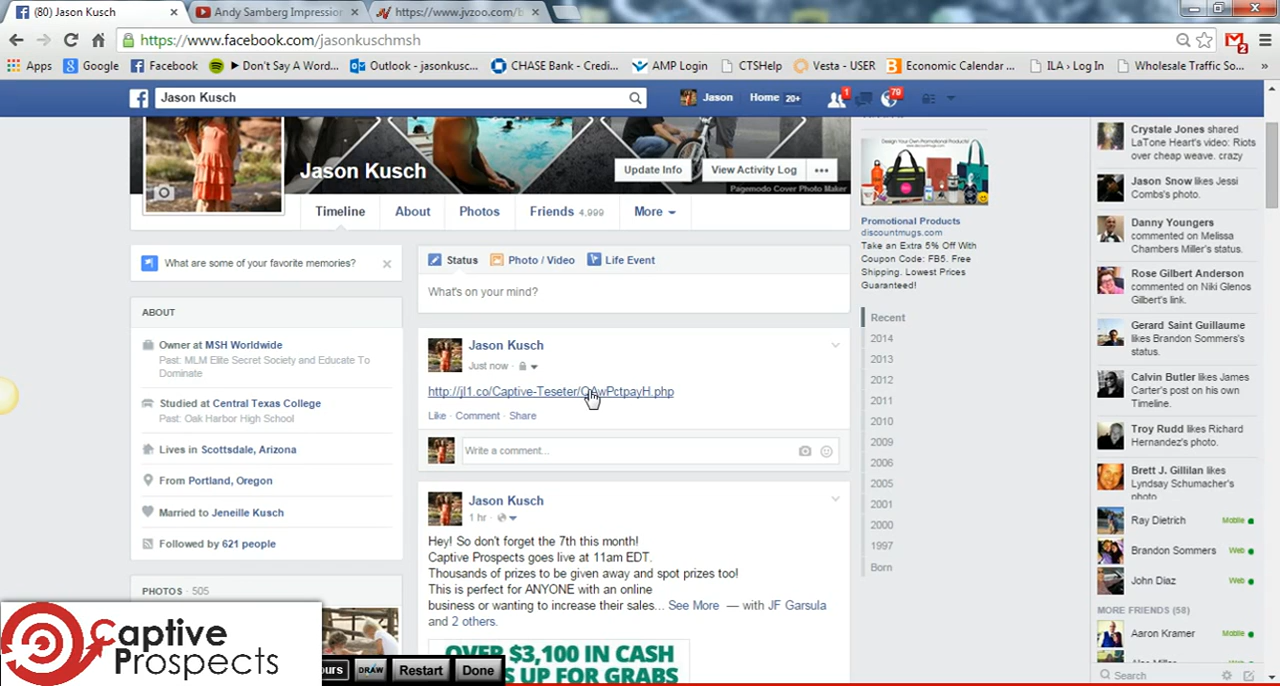 (80) Jason Kusch
Andy Samberg Impression
https://www.jvzoo.com/b
https://www.facebook.com/jasonkuschmsh
2
Apps
Google
Facebook
Don't Say A Word...
Outlook - jasonkusc...
CHASE Bank - Credi...
AMP Login
CTSHelp
Vesta - USER
Economic Calendar ...
ILA › Log In
Wholesale Traffic So...
»
Jason Kusch
Jason
Home 20+
1
79
Jason Kusch
Update Info
View Activity Log
...
Pagemodo Cover Photo Maker
Timeline
About
Photos
Friends 4,999
More
What are some of your favorite memories?
ABOUT
Owner at MSH Worldwide
Past: MLM Elite Secret Society and Educate To
Dominate
Studied at Central Texas College
Past: Oak Harbor High School
Lives in Scottsdale, Arizona
From Portland, Oregon
Married to Jeneille Kusch
Followed by 621 people
PHOTOS · 505
Captive
Prospects
Status
Photo / Video
Life Event
What's on your mind?
Jason Kusch
Just now ·
http://jl1.co/Captive-Teseter/QAwPctpayH.php
Like · Comment · Share
Write a comment...
Jason Kusch
1 hr ·
Hey! So don't forget the 7th this month!
Captive Prospects goes live at 11am EDT.
Thousands of prizes to be given away and spot prizes too!
This is perfect for ANYONE with an online
business or wanting to increase their sales... See More — with JF Garsula
and 2 others.
OVER $3,100 IN CASH
S UP FOR GRABS
ours
DRAW
Restart
Done
Design Your Own Promotional Products!
Promotional Products
discountmugs.com
Take an Extra 5% Off With
Coupon Code: FB5. Free
Shipping. Lowest Prices
Guaranteed!
Recent
2014
2013
2012
2011
2010
2009
2006
2005
2001
2000
1997
Born
Crystale Jones shared
LaTone Heart's video: Riots
over cheap weave. crazy
Jason Snow likes Jessi
Combs's photo.
Danny Youngers
commented on Melissa
Chambers Miller's status.
Rose Gilbert Anderson
commented on Niki Glenos
Gilbert's link.
Gerard Saint Guillaume
likes Brandon Sommers's
status.
Calvin Butler likes James
Carter's post on his own
Timeline.
Troy Rudd likes Richard
Hernandez's photo.
Brett J. Gillilan likes
Lyndsay Schumacher's
photo
Ray Dietrich Mobile
Brandon Sommers Web
John Diaz Web
MORE FRIENDS (58)
Aaron Kramer Mobile
Search